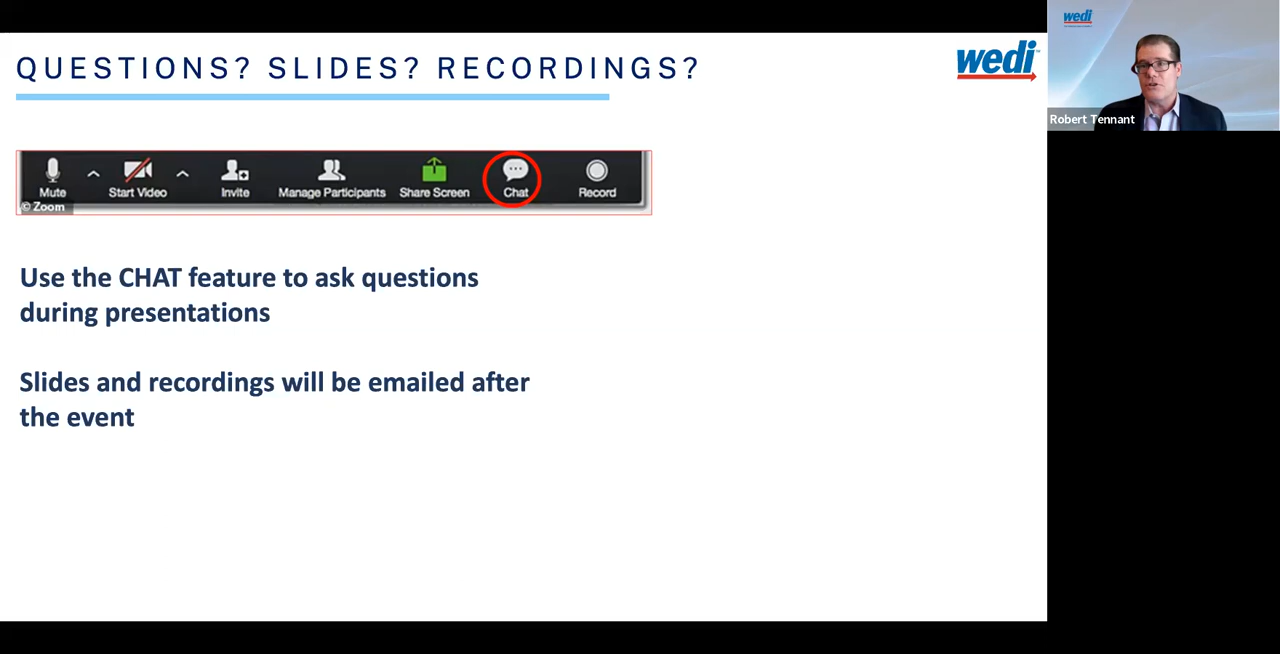 QUESTIONS? SLIDES? RECORDINGS?
wedi
wedi
Robert Tennant
Mute
Start Video
Invite
Manage Participants
Share Screen
Chat
Record
© Zoom
Use the CHAT feature to ask questions
during presentations
Slides and recordings will be emailed after
the event